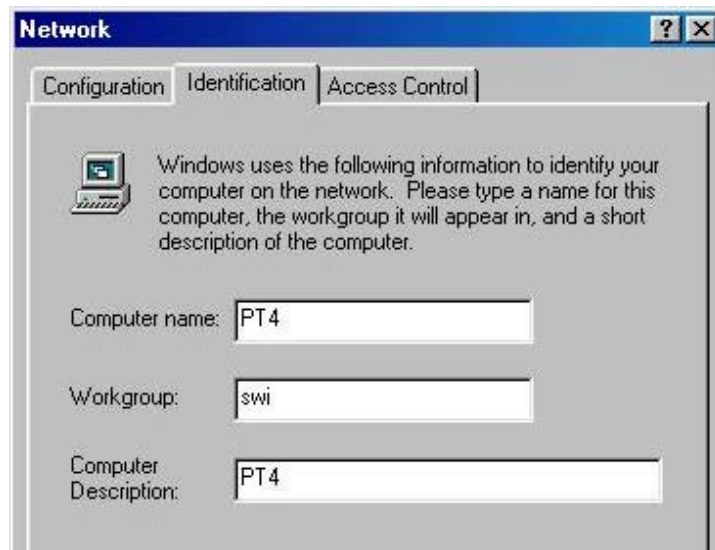 Network
Configuration Identification Access Control
Windows uses the following information to identify your
computer on the network. Please type a name for this
computer, the workgroup it will appear in, and a short
description of the computer.
Computer name: PT4
Workgroup: swi
Computer
Description: PT4